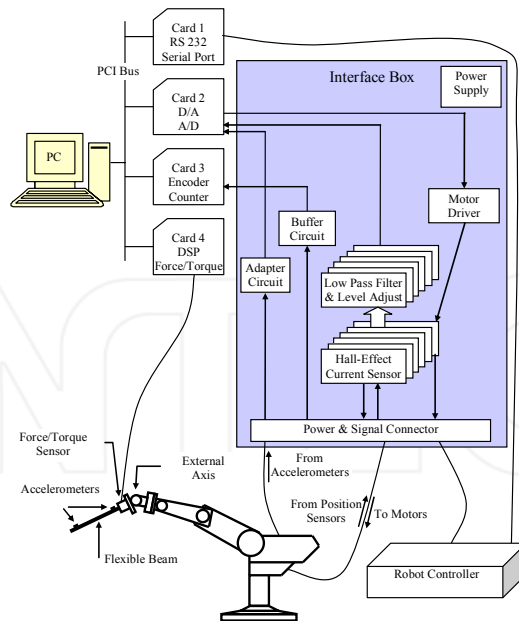 Card 1
RS 232
Serial Port
PCI Bus
Interface Box
Power
Supply
Card 2
D/A
A/D
PC
Card 3
Encoder
Counter
Motor
Driver
Buffer
Circuit
Card 4
DSP
Force/Torque
Adapter
Circuit
Low Pass Filter
& Level Adjust
Hall-Effect
Current Sensor
Power & Signal Connector
Force/Torque
Sensor
External
Axis
From
Accelerometers
Accelerometers
From Position
Sensors
To Motors
Flexible Beam
Robot Controller